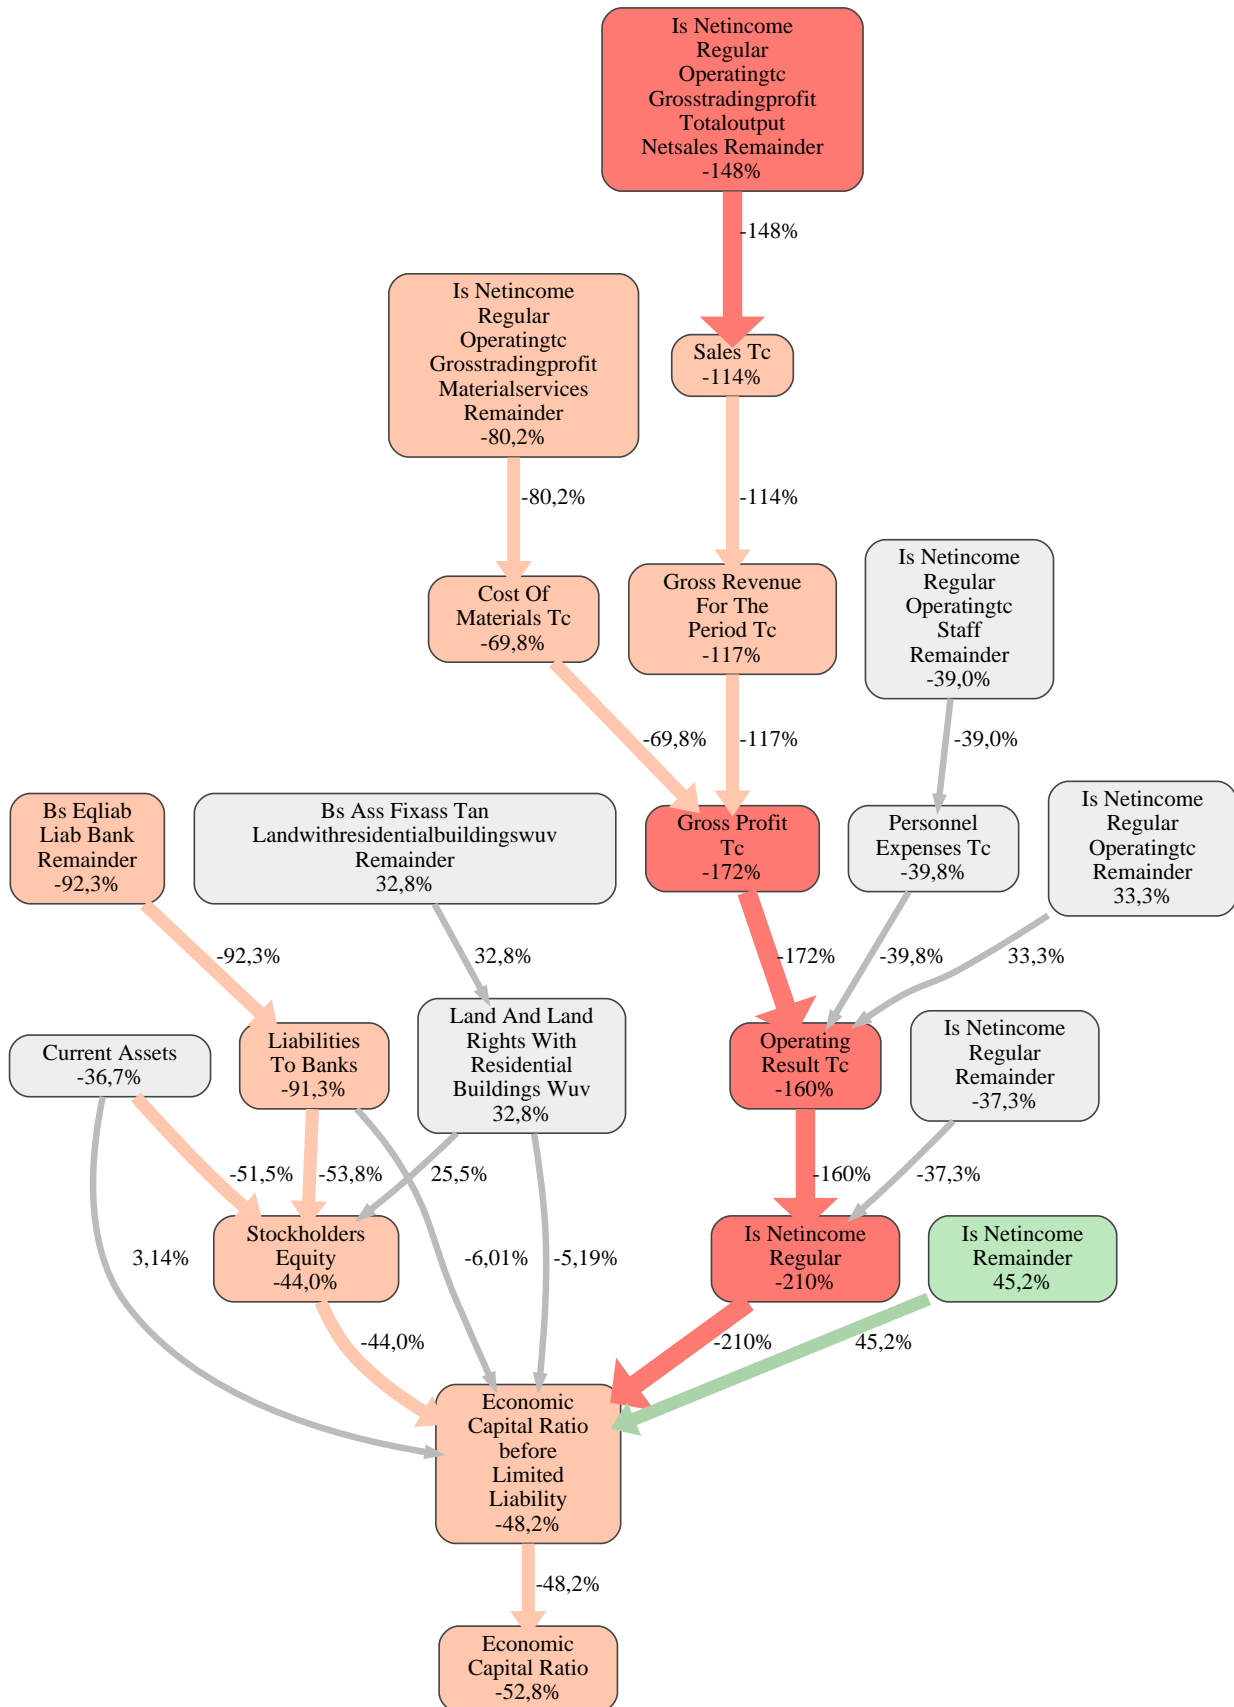 Is Netincome
Regular
Operatingtc
Grosstradingprofit
Totaloutput
Netsales Remainder
-148%
-148%
Is Netincome
Regular
Operatingtc
Grosstradingprofit
Materialservices
Remainder
-80,2%
Sales Tc
-114%
-80,2%
-114%
Is Netincome
Regular
Operatingtc
Staff
Remainder
-39,0%
Cost Of
Materials Tc
-69,8%
Gross Revenue
For The
Period Tc
-117%
-69,8%
-117%
-39,0%
Bs Eqliab
Liab Bank
Remainder
-92,3%
Bs Ass Fixass Tan
Landwithresidentialbuildingswuv
Remainder
32,8%
Gross Profit
Tc
-172%
Personnel
Expenses Tc
-39,8%
Is Netincome
Regular
Operatingtc
Remainder
33,3%
-92,3%
32,8%
-172%
-39,8%
33,3%
Current Assets
-36,7%
Liabilities
To Banks
-91,3%
Land And Land
Rights With
Residential
Buildings Wuv
32,8%
Operating
Result Tc
-160%
Is Netincome
Regular
Remainder
-37,3%
-51,5%
-53,8%
25,5%
-160%
-37,3%
3,14%
Stockholders
Equity
-44,0%
-6,01%
-5,19%
Is Netincome
Regular
-210%
Is Netincome
Remainder
45,2%
-44,0%
-210%
45,2%
Economic
Capital Ratio
before
Limited
Liability
-48,2%
-48,2%
Economic
Capital Ratio
-52,8%